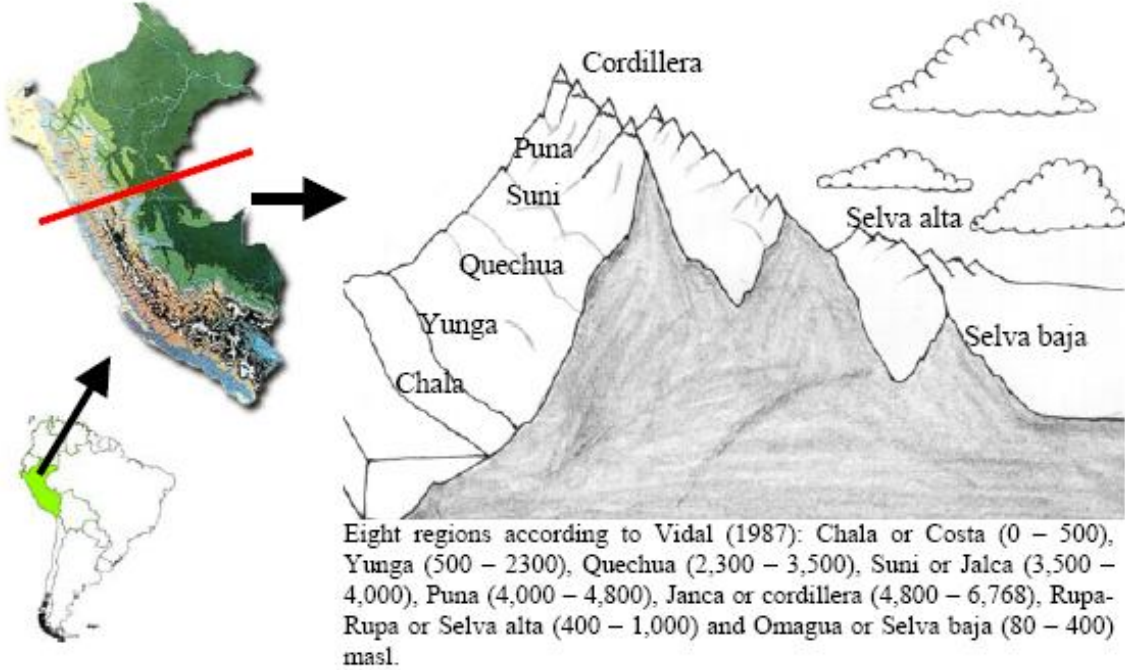 Cordillera
Puna
Suni
Selva alta
Quechua
Yunga
Selva baja
Chala
Eight regions according to Vidal (1987): Chala or Costa (0 – 500),
Yunga (500 – 2300), Quechua (2,300 – 3,500), Suni or Jalca (3,500 –
4,000), Puna (4,000 – 4,800), Janca or cordillera (4,800 – 6,768), Rupa-
Rupa or Selva alta (400 – 1,000) and Omagua or Selva baja (80 – 400)
masl.